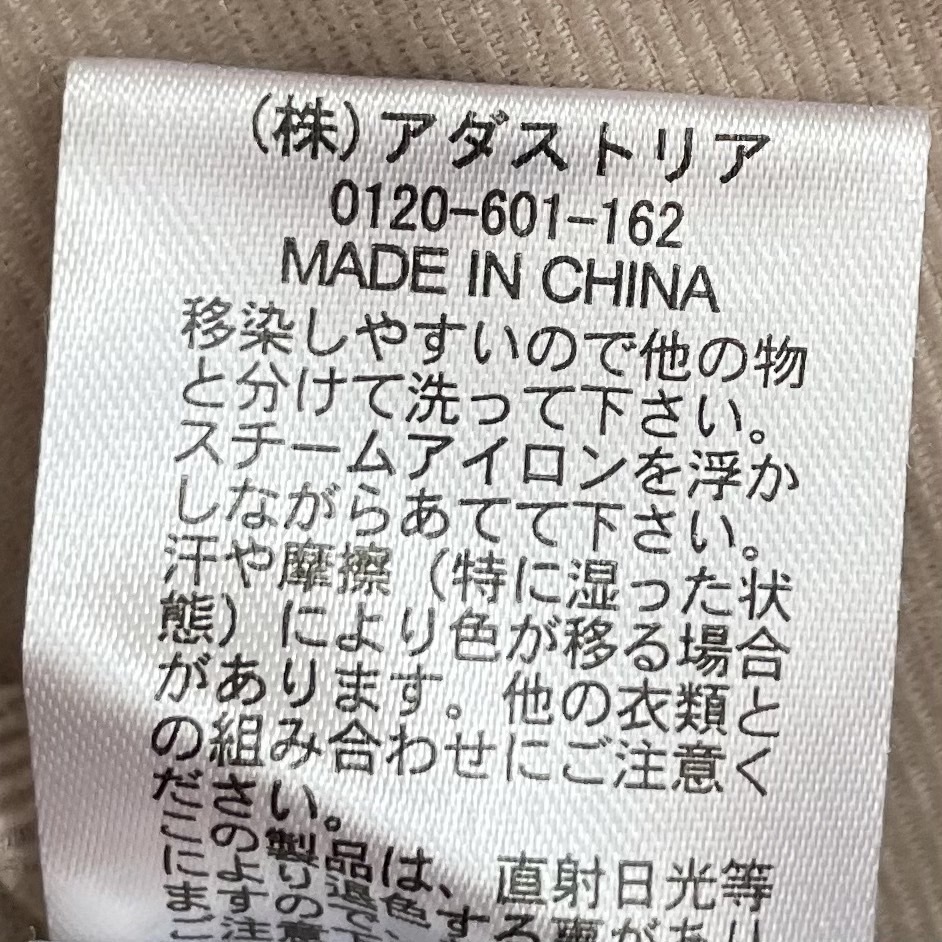 (株)アダストリア
0120-601-162
MADE IN CHINA
移染しやすいので他の物
と分けて洗って下さい。
スチームアイロンを浮か
しながらあてて下さい。
汗や摩擦(特に湿った状
態)により色が移る場合
があります。他の衣類と
の組み合わせにご注意く
ださい。
この製品は、直射日光等